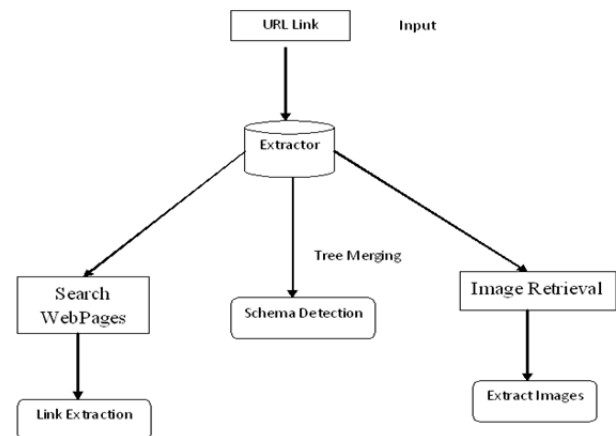 URL Link
Input
Extractor
Tree Merging
Search
WebPages
Schema Detection
Image Retrieval
Link Extraction
Extract Images